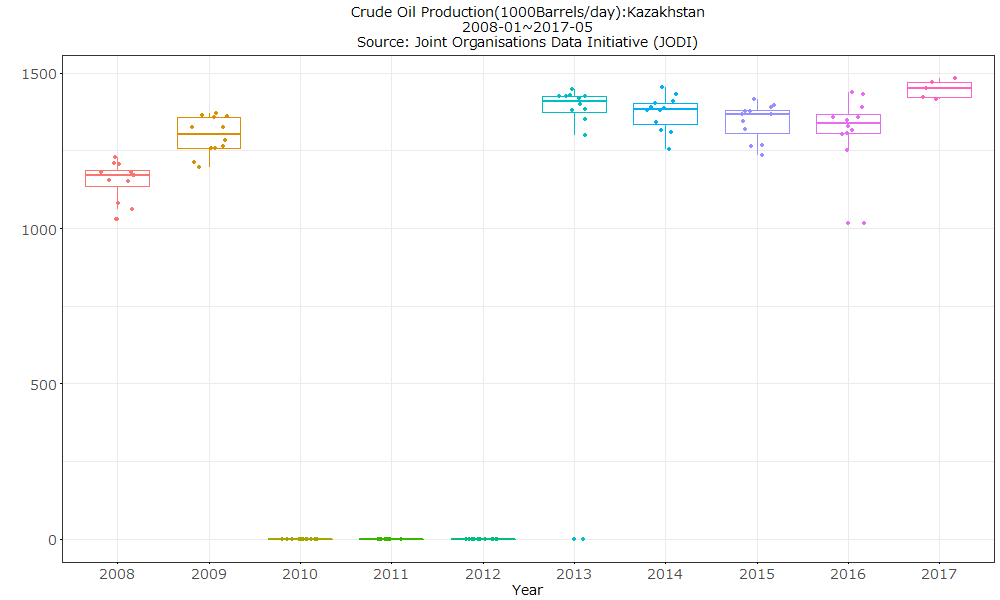 Crude Oil Production(1000Barrels/day):Kazakhstan
2008-01~2017-05
Source: Joint Organisations Data Initiative (JODI)
1500
1000
500
0
2008 2009 2010 2011 2012 2013 2014 2015 2016 2017
Year